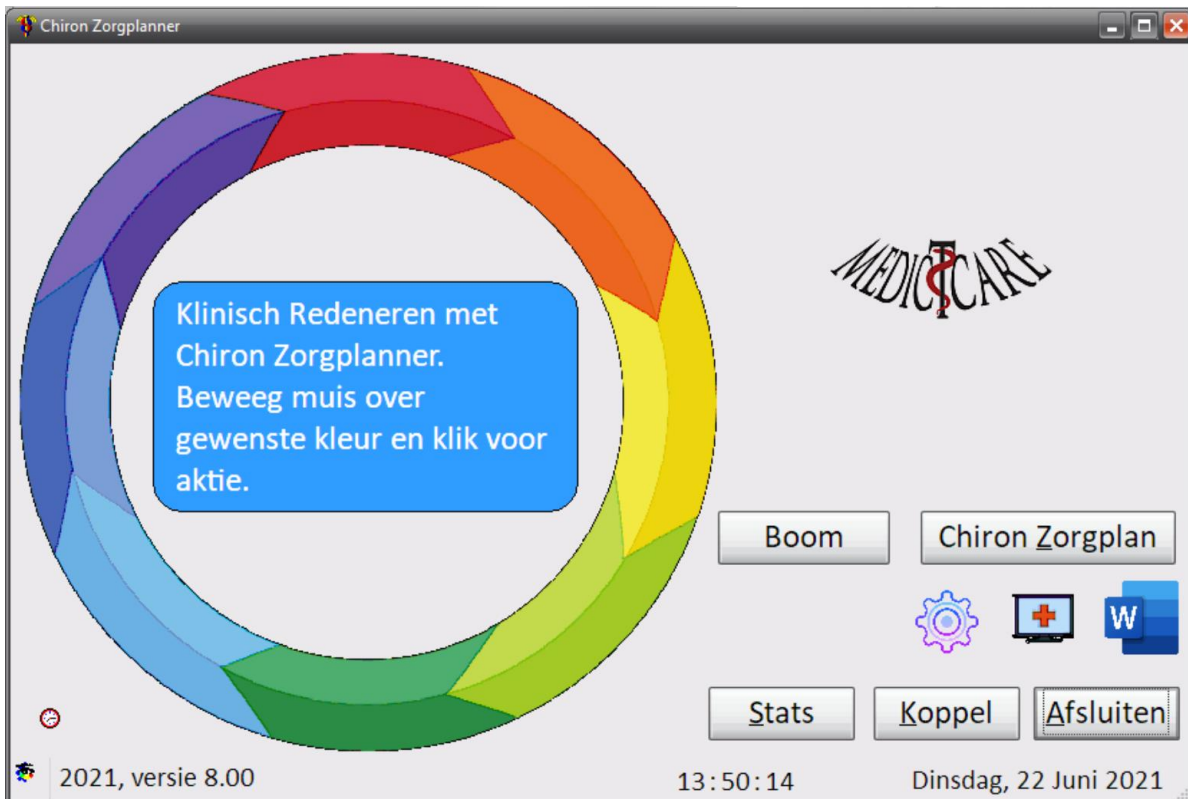 Chiron Zorgplanner
MEDICTCARE
Klinisch Redeneren met
Chiron Zorgplanner.
Beweeg muis over
gewenste kleur en klik voor
aktie.
Boom
Chiron Zorgplan
W
Stats
Koppel
Afsluiten
2021, versie 8.00
13:50:14
Dinsdag, 22 Juni 2021